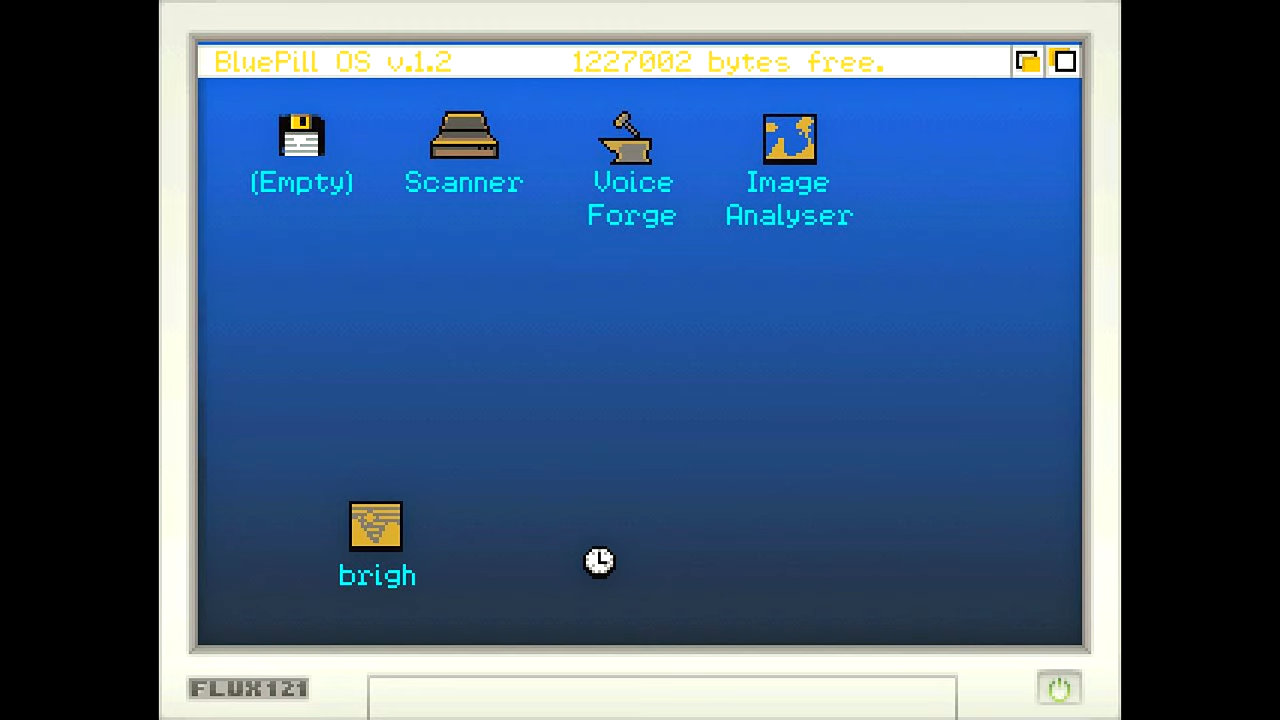 BluePill OS v.1.2 1227002 bytes free.
(Empty) Scanner Voice Forge Image Analyser
brigh
FLUX121